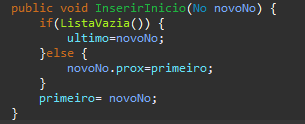 public void InserirInicio(No novoNo) {
if(ListaVazia()) {
ultimo=novoNo;
}else {
novoNo.prox=primeiro;
}
primeiro= novoNo;
}